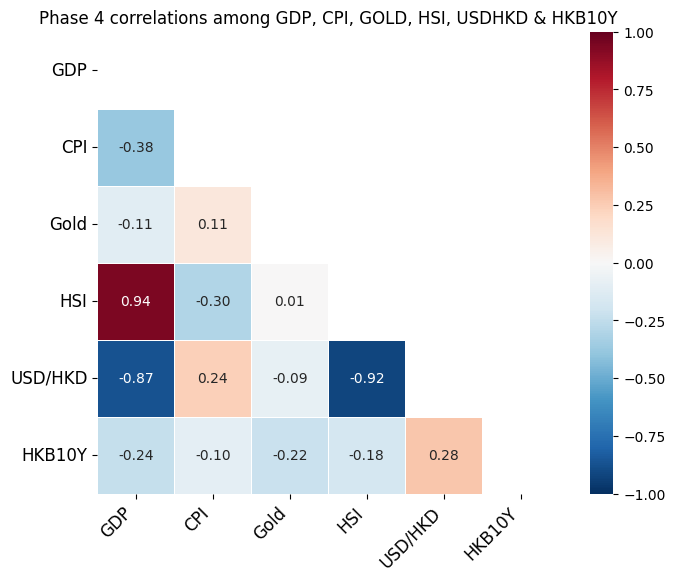 Phase 4 correlations among GDP, CPI, GOLD, HSI, USDHKD & HKB10Y
GDP
CPI -0.38
Gold -0.11 0.11
HSI 0.94 -0.30 0.01
USD/HKD -0.87 0.24 -0.09 -0.92
HKB10Y -0.24 -0.10 -0.22 -0.18 0.28
GDP CPI Gold HSI USD/HKD HKB10Y
1.00
0.75
0.50
0.25
0.00
−0.25
−0.50
−0.75
−1.00